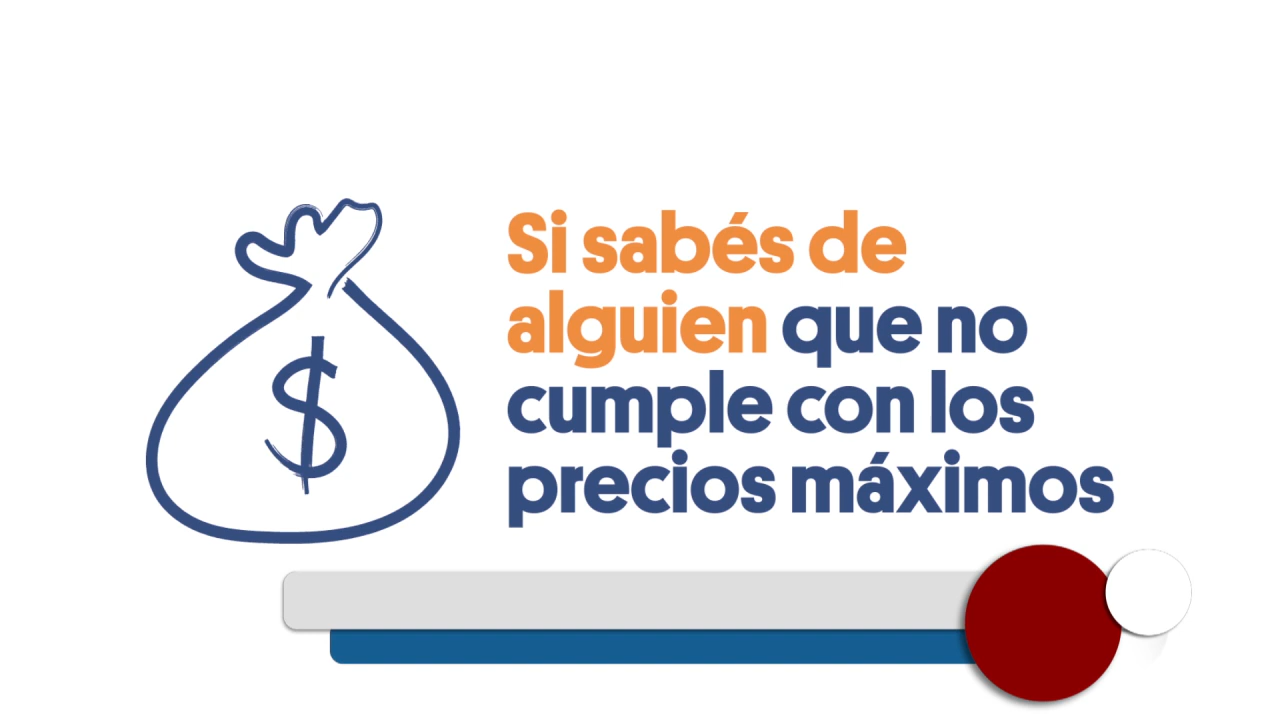 Si sabés de
alguien que no
cumple con los
precios máximos
$